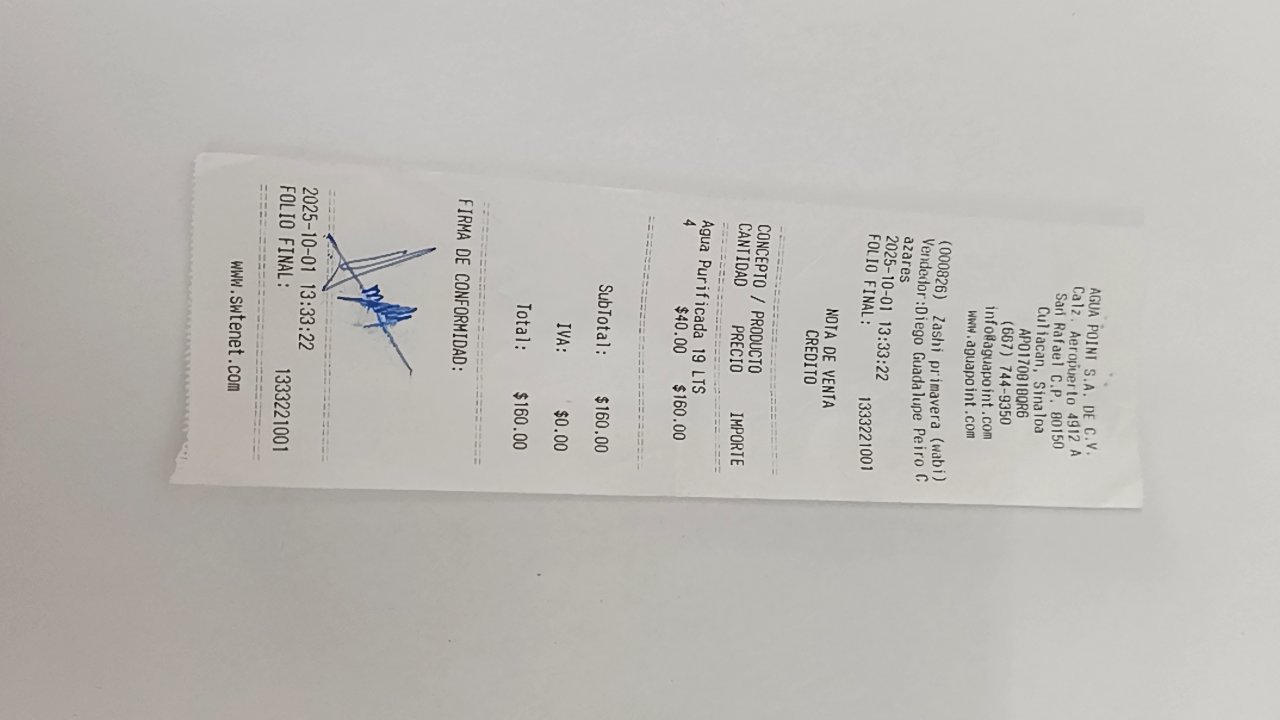 AGUA POINT S.A. DE C.V.
Calz. Aeropuerto 4912 A
San Rafael C.P. 80150
Culiacan, Sinaloa
APO170010QR6
(667) 744-9350
info@aguapoint.com
www.aguapoint.com
(000826) Zashi primavera (wabi)
Vendedor:Diego Guadalupe Peiro C
azares
2025-10-01 13:33:22
FOLIO FINAL: 1333221001
NOTA DE VENTA
CREDITO
CONCEPTO / PRODUCTO
CANTIDAD PRECIO IMPORTE
Agua Purificada 19 LTS
4 $40.00 $160.00
SubTotal: $160.00
IVA: $0.00
Total: $160.00
FIRMA DE CONFORMIDAD:
2025-10-01 13:33:22
FOLIO FINAL: 1333221001
www.swtenet.com